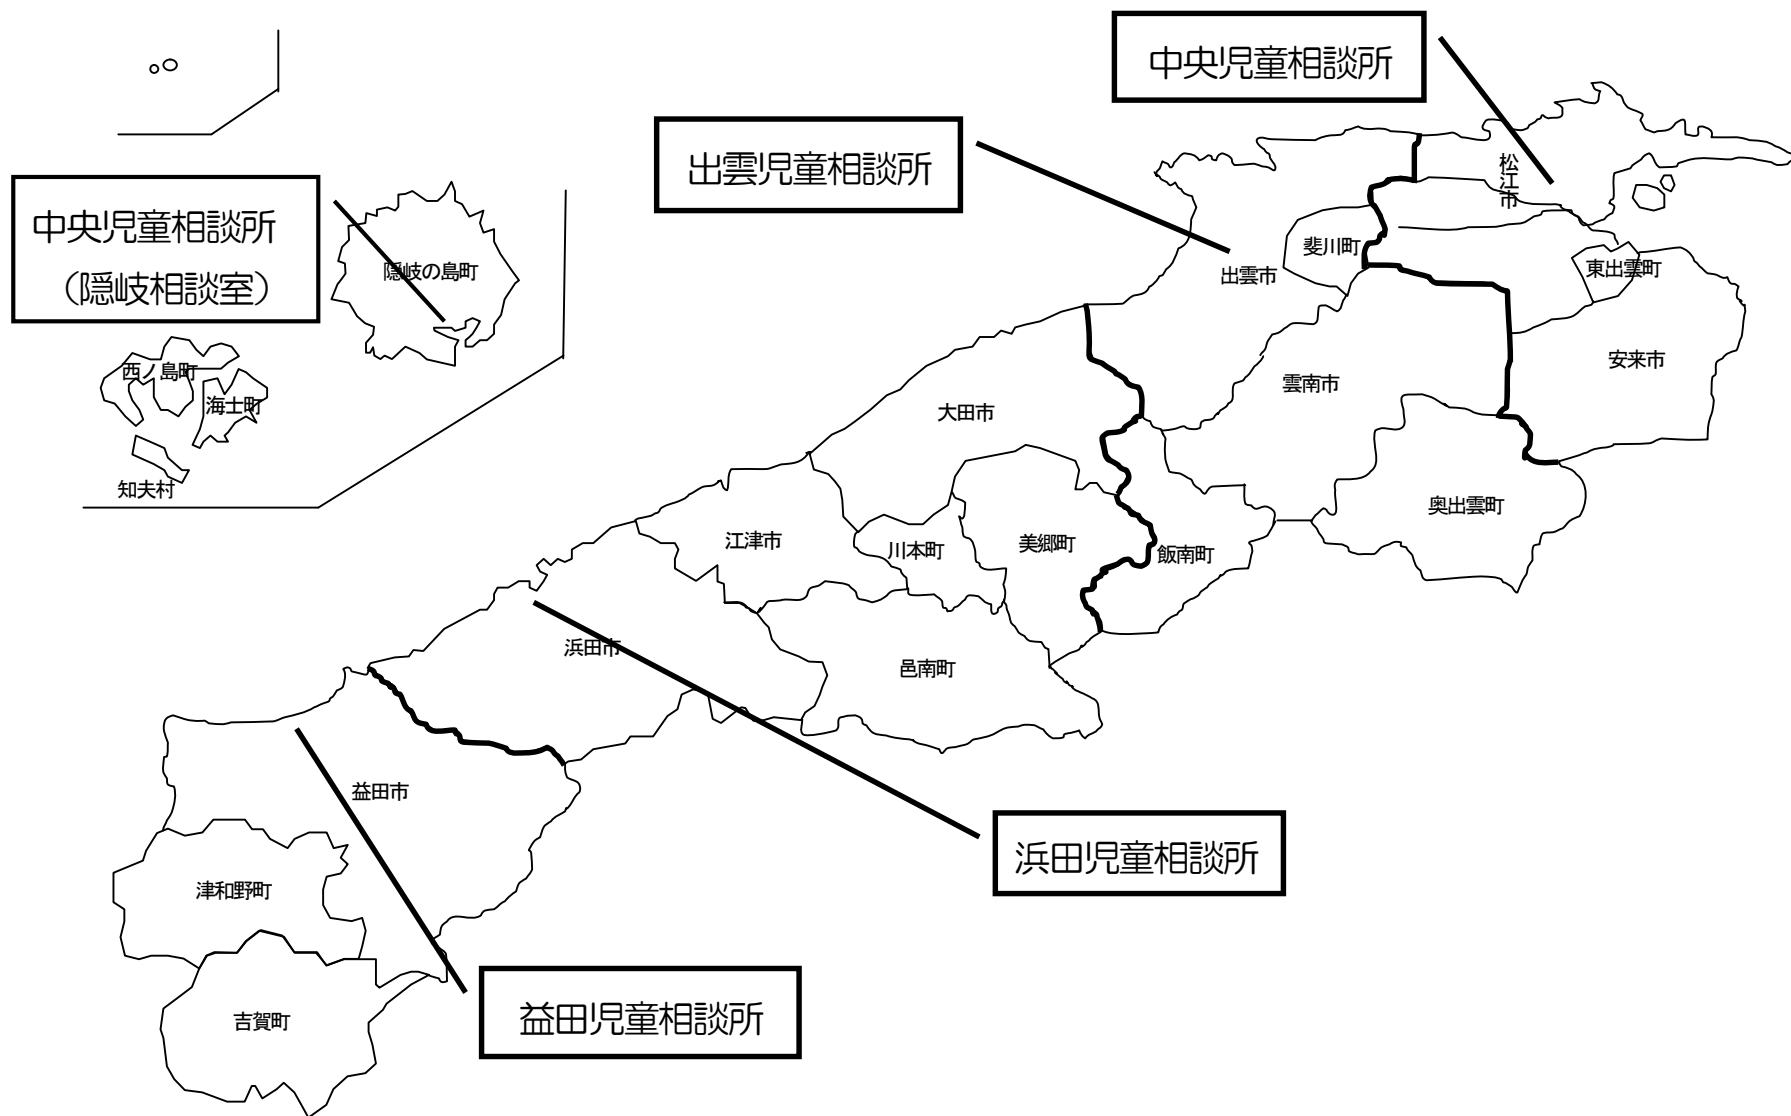 中央児童相談所
出雲児童相談所
松江市
中央児童相談所
（隠岐相談室）
隠岐の島町
斐川町
出雲市
東出雲町
安来市
西ノ島町
海士町
雲南市
大田市
知夫村
奥出雲町
江津市
川本町
美郷町
飯南町
浜田市
邑南町
益田市
浜田児童相談所
津和野町
益田児童相談所
吉賀町